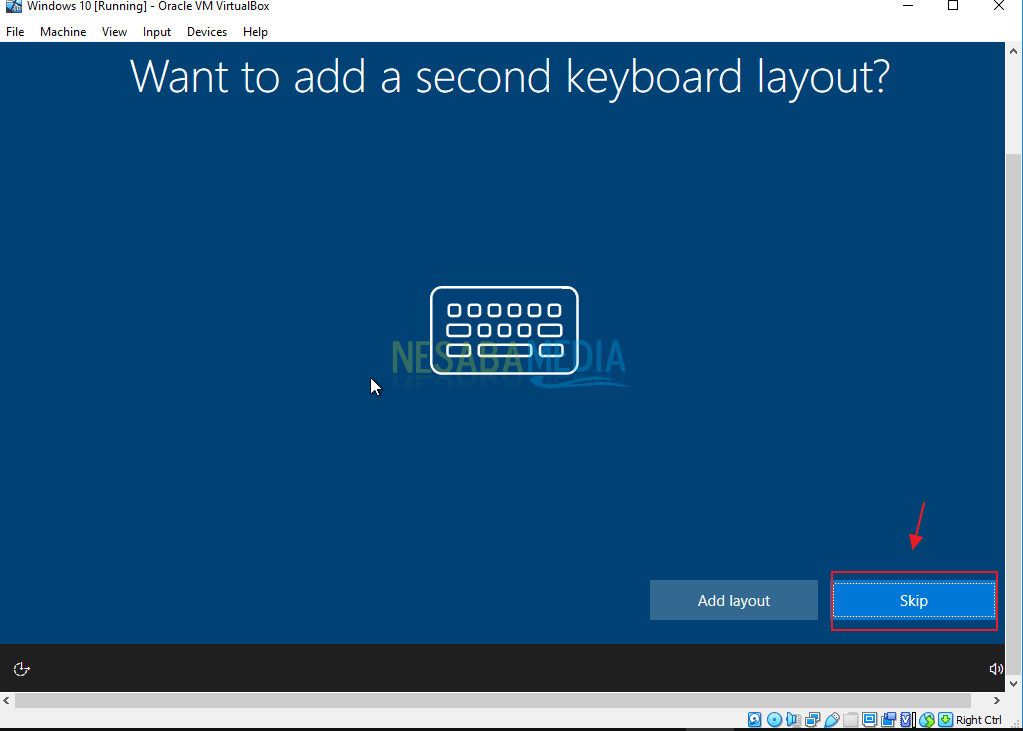 Windows 10 [Running] - Oracle VM VirtualBox
File Machine View Input Devices Help
Want to add a second keyboard layout?
NESABAMEDIA
Add layout Skip
Right Ctrl